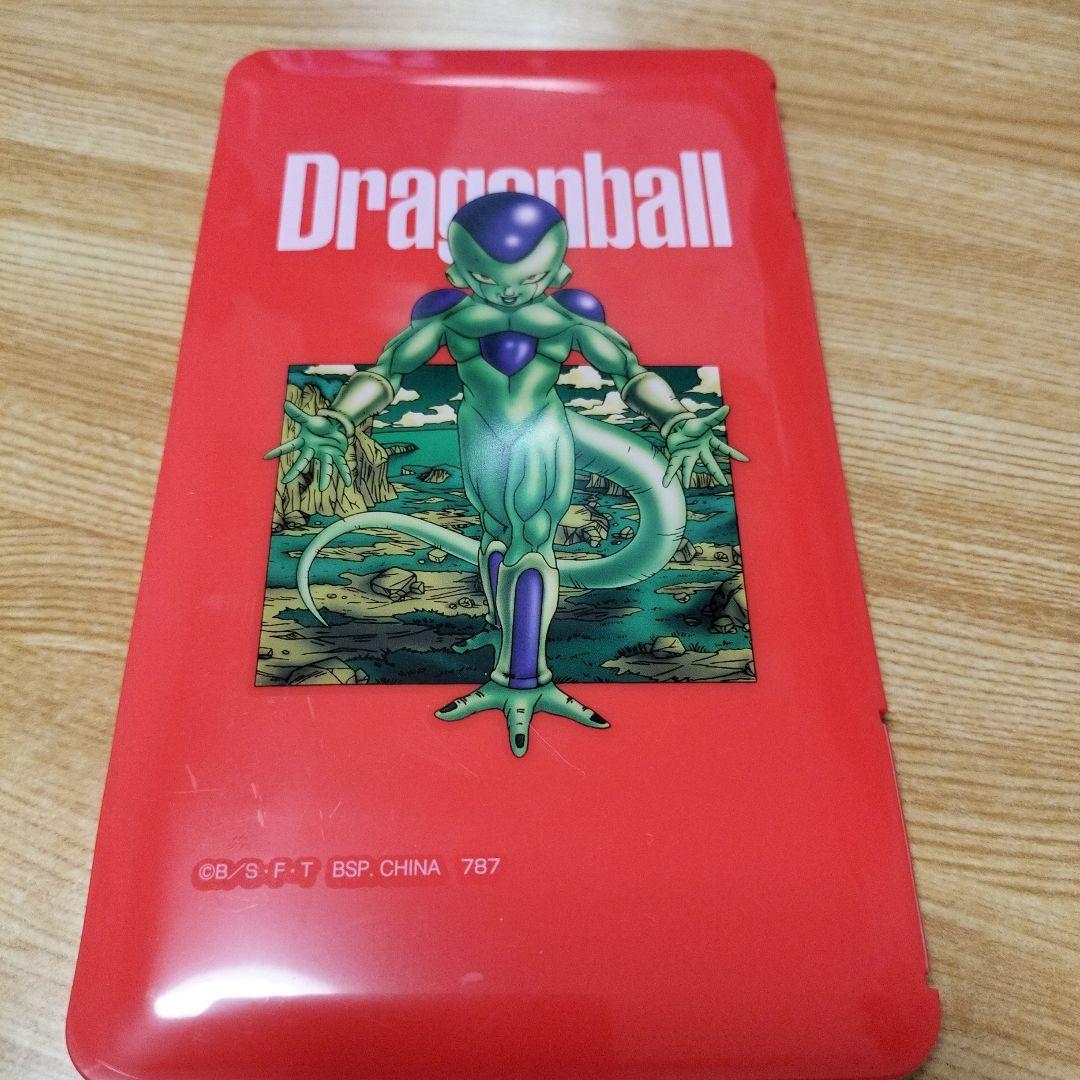 Dragonball
©B／S・F・T BSP. CHINA 787